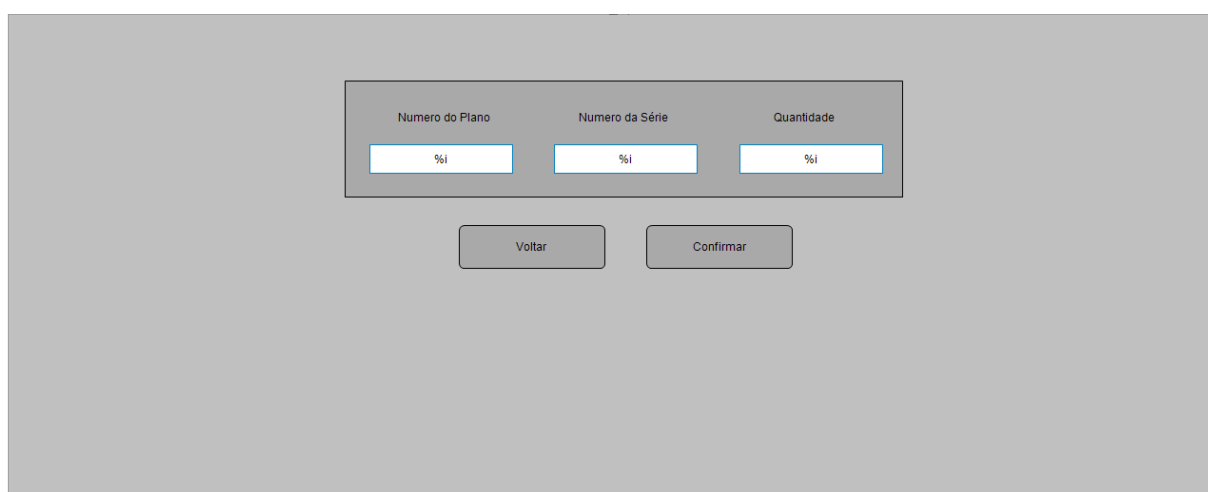 Numero do Plano Numero da Série Quantidade
%i %i %i
Voltar Confirmar